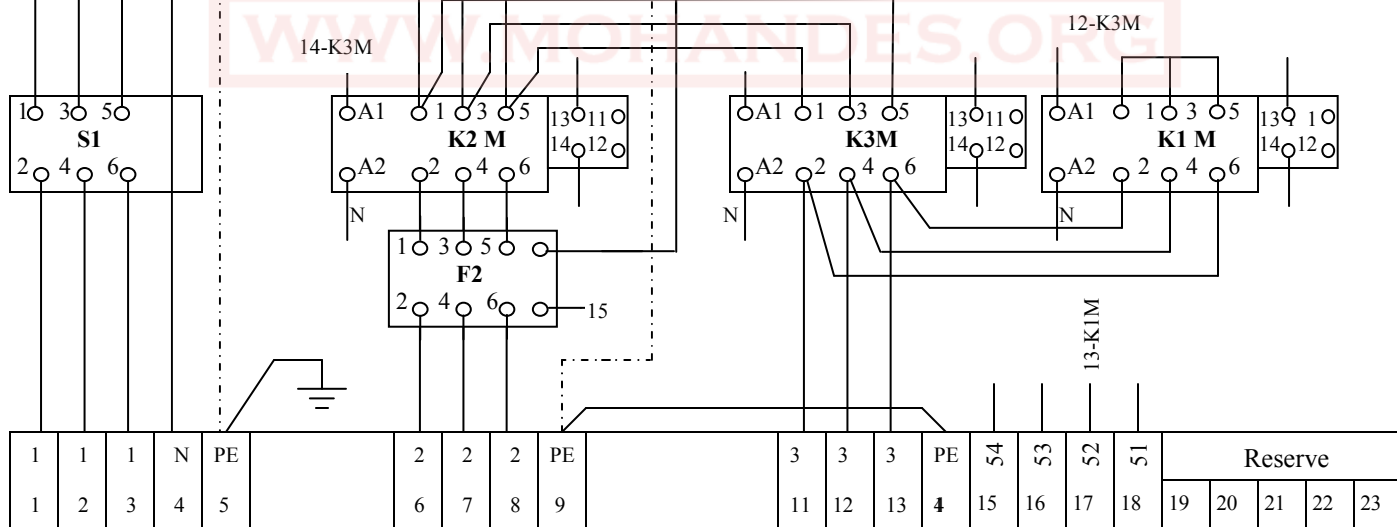 WWW.MOHANDES.ORG
14-K3M
12-K3M
1 3 5
S1
2 4 6
A1 1 3 5
K2 M
A2 2 4 6
13 11
14 12
N
A1 1 3 5
K3M
A2 2 4 6
13 11
14 12
N
A1 1 3 5
K1 M
A2 2 4 6
13 1 1
14 12
N
1 3 5
F2
2 4 6
15
13-K1M
1 1 1 N PE 2 2 2 PE 3 3 3 PE 54 53 52 51 Reserve
1 2 3 4 5 6 7 8 9 11 12 13 15 16 17 18 19 20 21 22 23